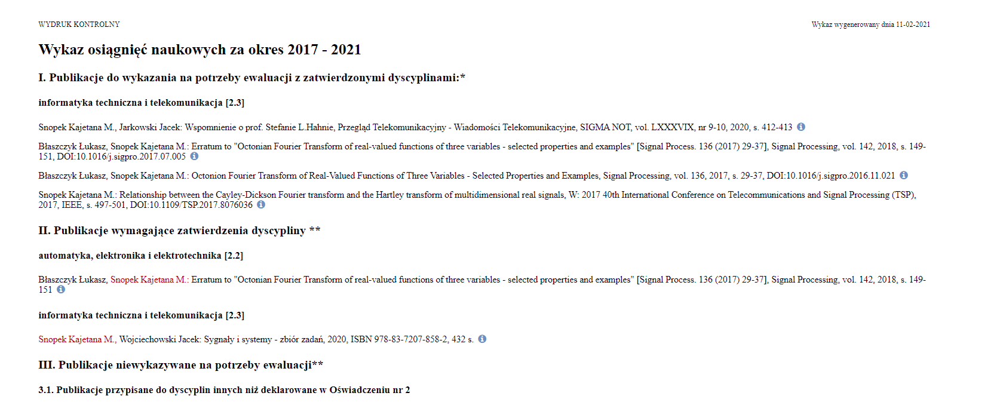 WYDRUK KONTROLNY
Wykaz wygenerowany dnia 11-02-2021
Wykaz osiągnięć naukowych za okres 2017 - 2021
I. Publikacje do wykazania na potrzeby ewaluacji z zatwierdzonymi dyscyplinami:*
informatyka techniczna i telekomunikacja [2.3]
Snopek Kajetana M., Jarkowski Jacek: Wspomnienie o prof. Stefanie L.Hahnie, Przegląd Telekomunikacyjny - Wiadomości Telekomunikacyjne, SIGMA NOT, vol. LXXXVIX, nr 9-10, 2020, s. 412-413
Błaszczyk Łukasz, Snopek Kajetana M.: Erratum to "Octonian Fourier Transform of real-valued functions of three variables - selected properties and examples" [Signal Process. 136 (2017) 29-37], Signal Processing, vol. 142, 2018, s. 149-
151, DOI:10.1016/j.sigpro.2017.07.005
Błaszczyk Łukasz, Snopek Kajetana M.: Octonion Fourier Transform of Real-Valued Functions of Three Variables - Selected Properties and Examples, Signal Processing, vol. 136, 2017, s. 29-37, DOI:10.1016/j.sigpro.2016.11.021
Snopek Kajetana M.: Relationship between the Cayley-Dickson Fourier transform and the Hartley transform of multidimensional real signals, W: 2017 40th International Conference on Telecommunications and Signal Processing (TSP),
2017, IEEE, s. 497-501, DOI:10.1109/TSP.2017.8076036
II. Publikacje wymagające zatwierdzenia dyscypliny **
automatyka, elektronika i elektrotechnika [2.2]
Błaszczyk Łukasz, Snopek Kajetana M.: Erratum to "Octonian Fourier Transform of real-valued functions of three variables - selected properties and examples" [Signal Process. 136 (2017) 29-37], Signal Processing, vol. 142, 2018, s. 149-
151
informatyka techniczna i telekomunikacja [2.3]
Snopek Kajetana M., Wojciechowski Jacek: Sygnały i systemy - zbiór zadań, 2020, ISBN 978-83-7207-858-2, 432 s.
III. Publikacje niewykazywane na potrzeby ewaluacji**
3.1. Publikacje przypisane do dyscyplin innych niż deklarowane w Oświadczeniu nr 2